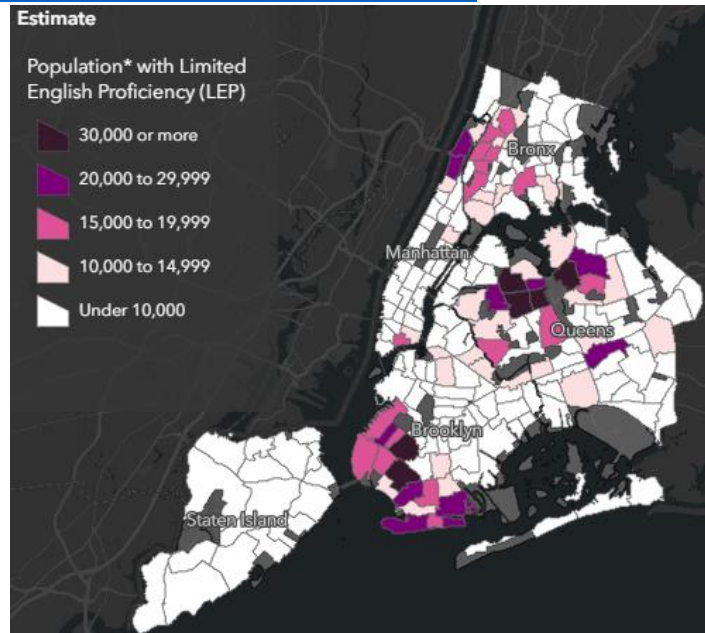 Estimate
Population* with Limited
English Proficiency (LEP)
30,000 or more
20,000 to 29,999
15,000 to 19,999
10,000 to 14,999
Under 10,000
Bronx
Manhattan
Queens
Brooklyn
Staten Island